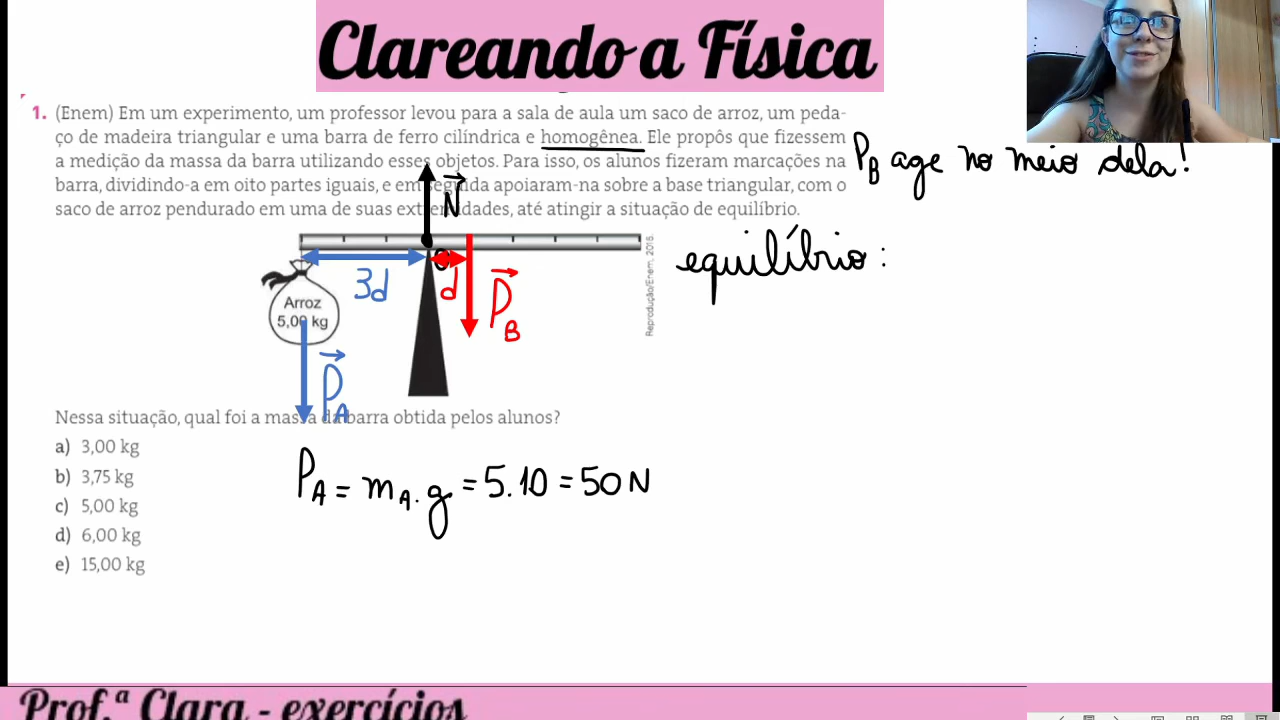 Clareando a Física
1. (Enem) Em um experimento, um professor levou para a sala de aula um saco de arroz, um peda-
ço de madeira triangular e uma barra de ferro cilíndrica e homogênea. Ele propôs que fizessem
a medição da massa da barra utilizando esses objetos. Para isso, os alunos fizeram marcações na
barra, dividindo-a em oito partes iguais, e em seguida apoiaram-na sobre a base triangular, com o
saco de arroz pendurado em uma de suas extremidades, até atingir a situação de equilíbrio.
P_B age no meio dela!
N
equilíbrio:
O
3d
d
P_B
Arroz
5,00 kg
P_A
Reprodução/Enem, 2015.
Nessa situação, qual foi a massa da barra obtida pelos alunos?
a) 3,00 kg
b) 3,75 kg
c) 5,00 kg
d) 6,00 kg
e) 15,00 kg
P_A = m_A . g = 5.10 = 50 N
Prof.ª Clara - exercícios